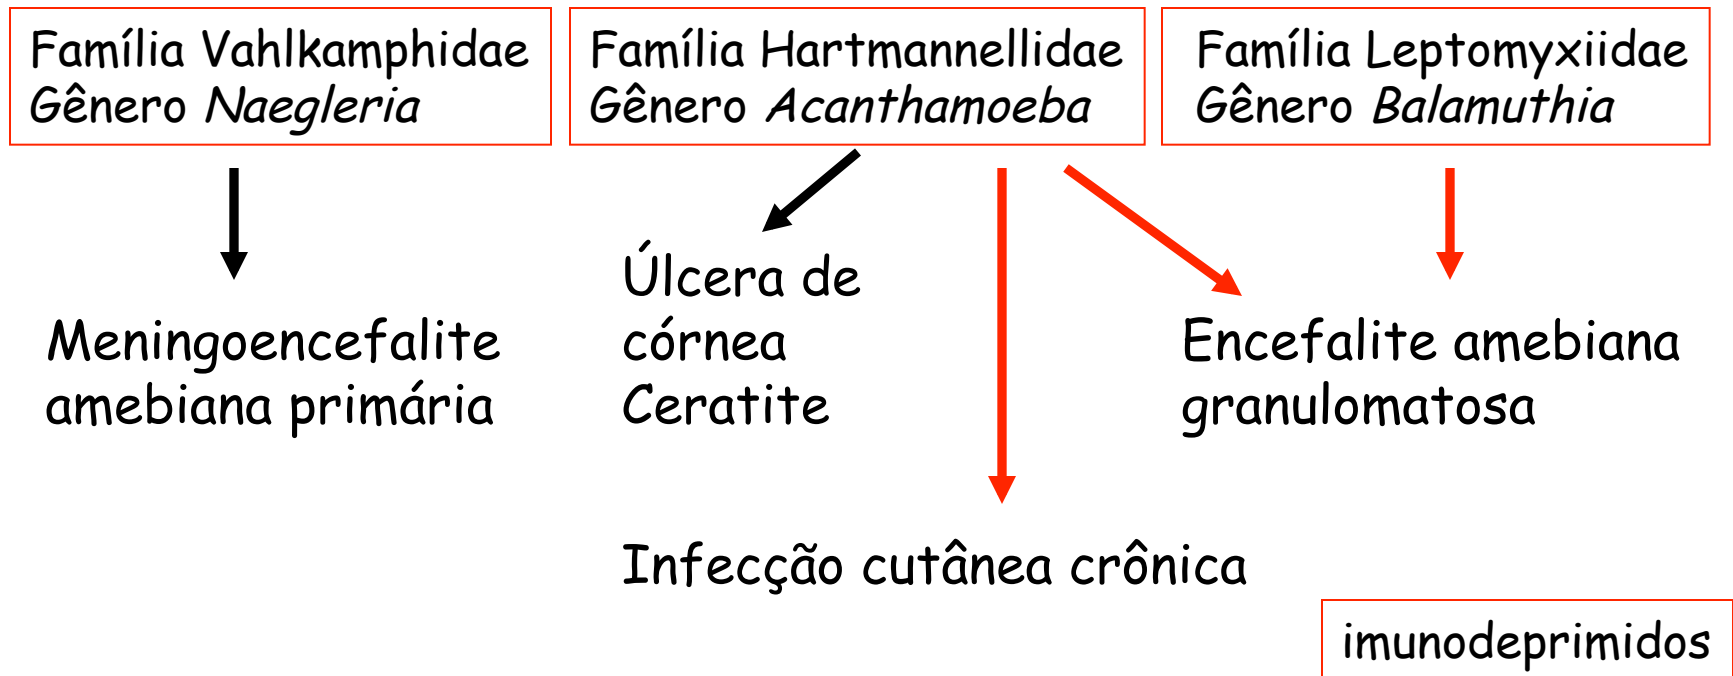 Família Vahlkamphidae
Gênero Naegleria
Família Hartmannellidae
Gênero Acanthamoeba
Família Leptomyxiidae
Gênero Balamuthia
Meningoencefalite
amebiana primária
Úlcera de
córnea
Ceratite
Encefalite amebiana
granulomatosa
Infecção cutânea crônica
imunodeprimidos